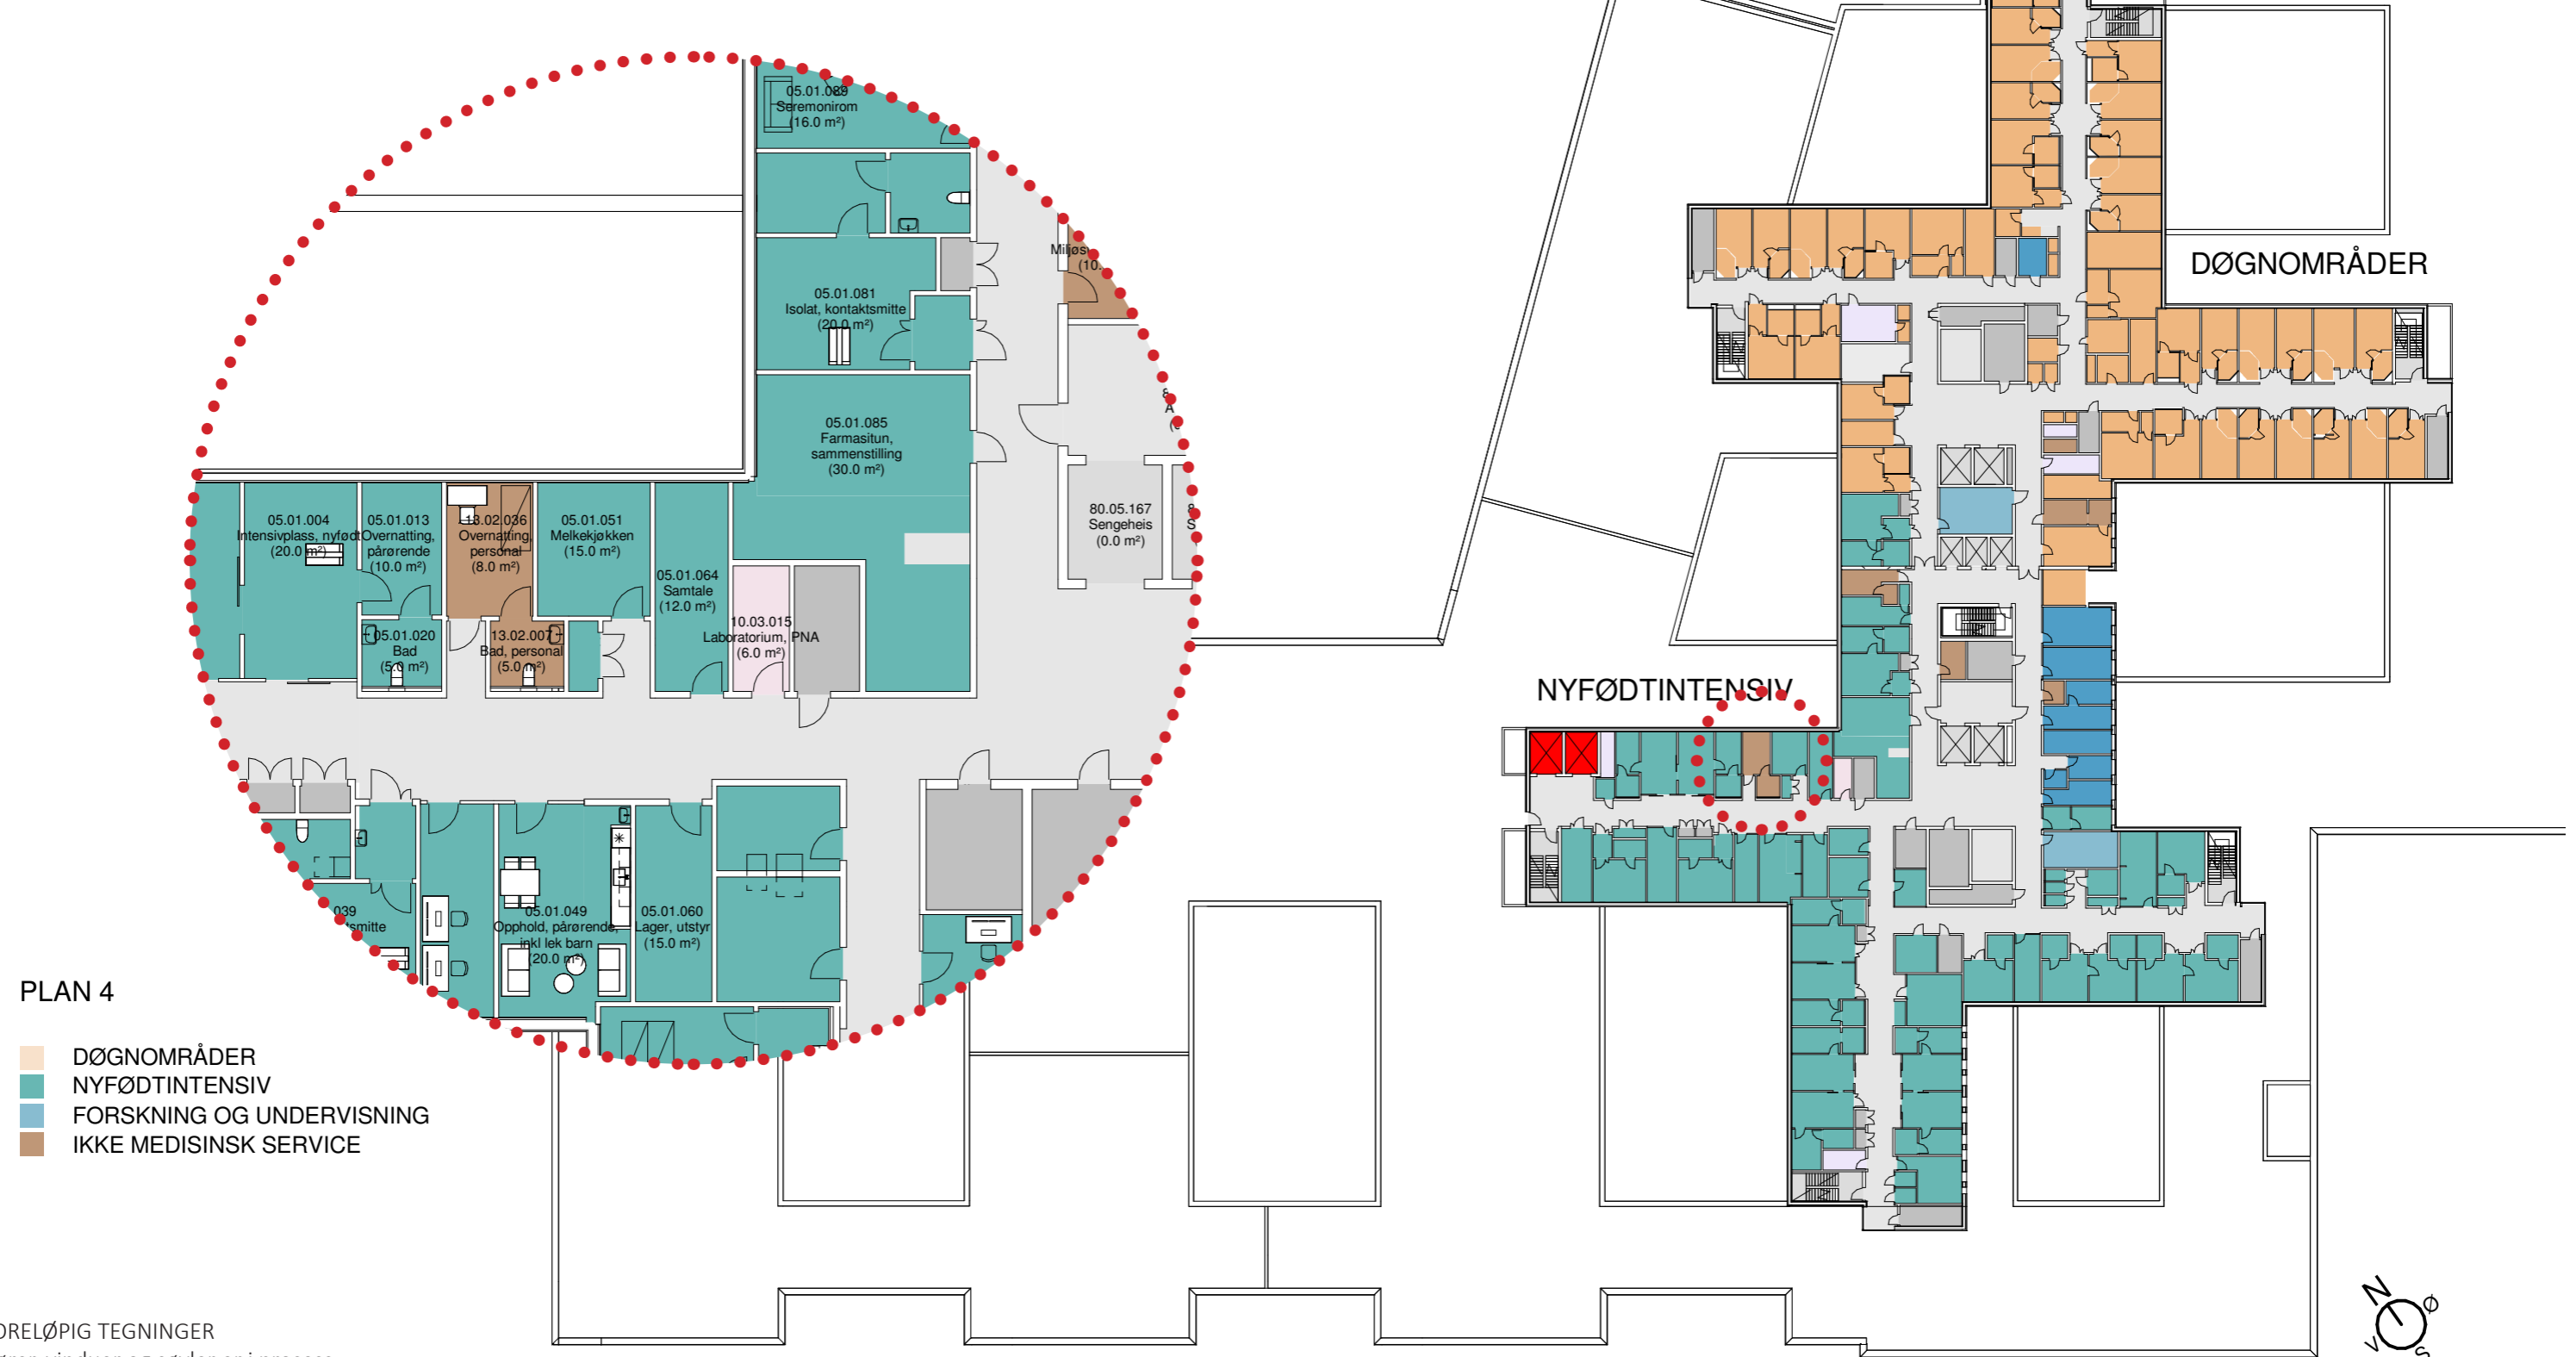 05.01.089
Seremonirom
(16.0 m²)
05.01.081
Isolat, kontaktsmitte
(20.0 m²)
05.01.085
Farmasitun,
sammenstilling
(30.0 m²)
(10.
80.05.167
Sengeheis
(0.0 m²)
05.01.004
Intensivplass, nyfødt
(20.0 m²)
05.01.013
Overnatting,
pårørende
(10.0 m²)
13.02.036
Overnatting,
personal
(8.0 m²)
05.01.051
Melkekjøkken
(15.0 m²)
05.01.064
Samtale
(12.0 m²)
10.03.015
Laboratorium, PNA
(6.0 m²)
05.01.020
Bad
(5.0 m²)
13.02.007
Bad, personal
(5.0 m²)
039
05.01.049
Opphold, pårørende,
inkl lek barn
(20.0 m²)
05.01.060
Lager, utstyr
(15.0 m²)
DØGNOMRÅDER
NYFØDTINTENSIV
PLAN 4
DØGNOMRÅDER
NYFØDTINTENSIV
FORSKNING OG UNDERVISNING
IKKE MEDISINSK SERVICE
TEGNINGER
N
Ø
V
S